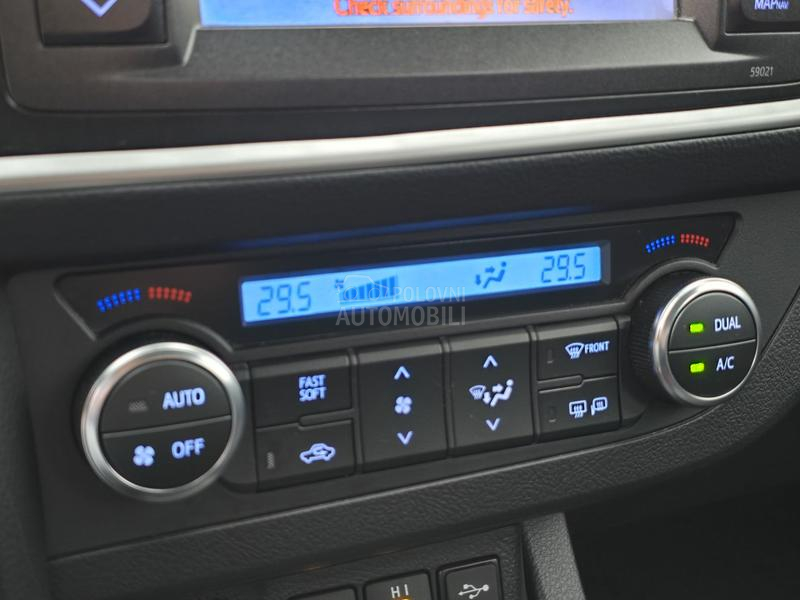 Check surroundings for safety.
MAP NAV
59021
29.5
29.5
POLOVNI
AUTOMOBILI
AUTO
OFF
FAST
SOFT
FRONT
DUAL
A/C
HI